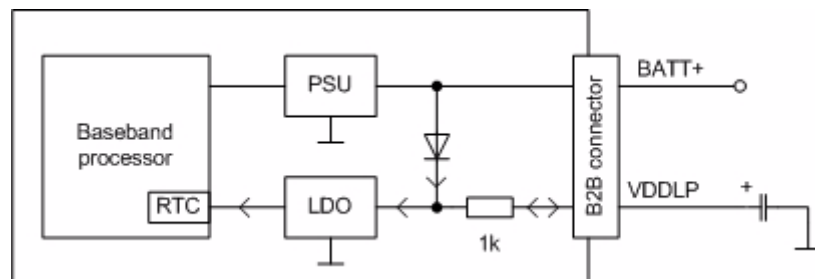 BATT+
PSU
Baseband
processor
B2B connector
VDDLP
+
RTC
LDO
1k